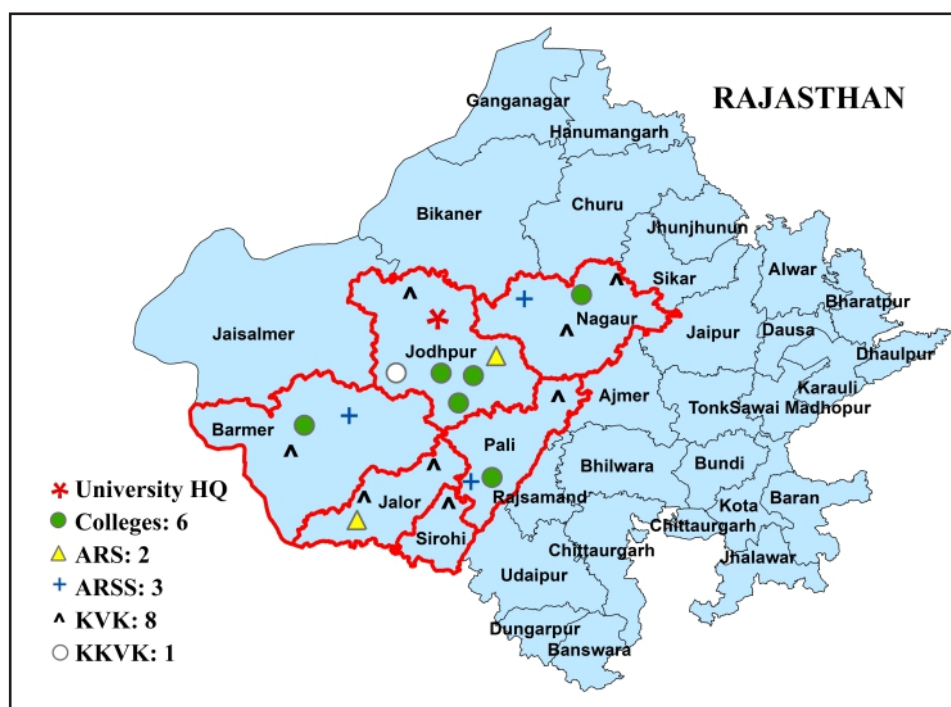 RAJASTHAN
Ganganagar
Hanumangarh
Bikaner
Churu
Jhunjhunun
Sikar
Alwar
Bharatpur
Jaisalmer
Nagaur
Jaipur
Dausa
Dhaulpur
Jodhpur
Karauli
Ajmer
Tonk
Sawai Madhopur
Barmer
Pali
Bhilwara
Bundi
Rajsamand
Kota
Baran
Jalor
Chittaurgarh
Sirohi
Chittaurgarh
Jhalawar
Udaipur
Dungarpur
Banswara
University HQ
Colleges: 6
ARS: 2
ARSS: 3
KVK: 8
KKVK: 1